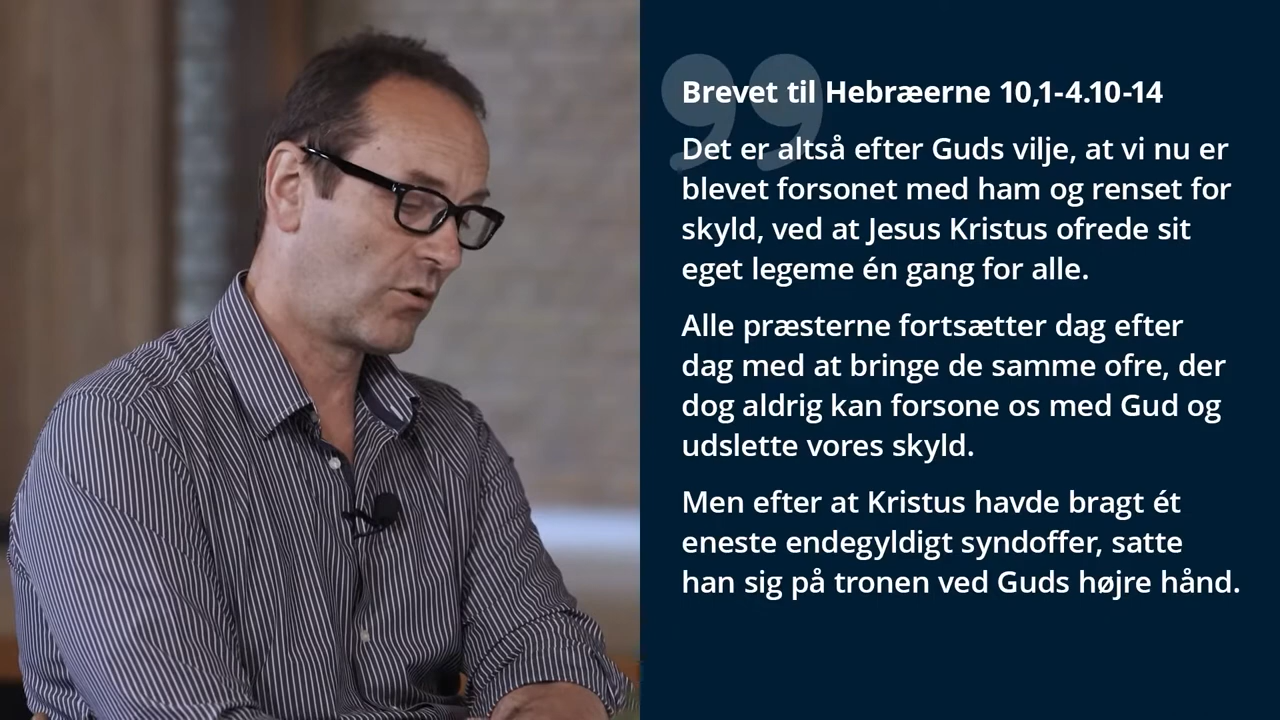 Brevet til Hebræerne 10,1-4.10-14
Det er altså efter Guds vilje, at vi nu er
blevet forsonet med ham og renset for
skyld, ved at Jesus Kristus ofrede sit
eget legeme én gang for alle.
Alle præsterne fortsætter dag efter
dag med at bringe de samme ofre, der
dog aldrig kan forsone os med Gud og
udslette vores skyld.
Men efter at Kristus havde bragt ét
eneste endegyldigt syndoffer, satte
han sig på tronen ved Guds højre hånd.